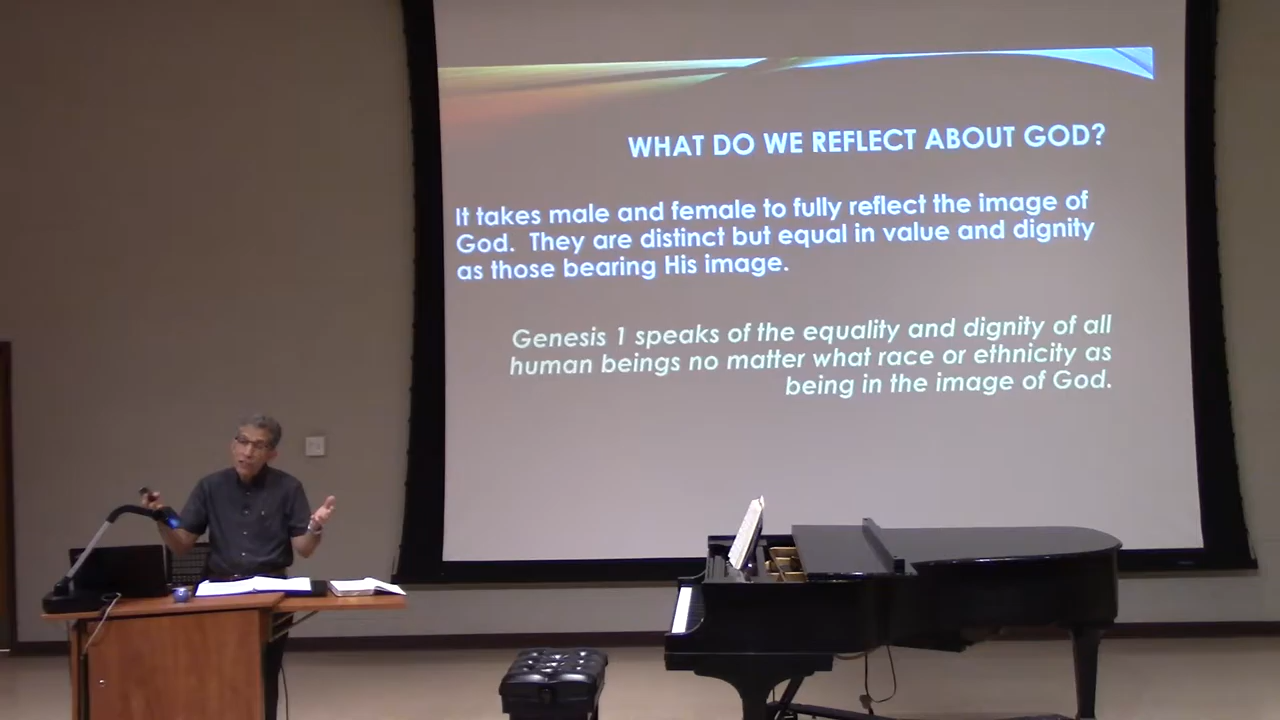 WHAT DO WE REFLECT ABOUT GOD?
It takes male and female to fully reflect the image of
God. They are distinct but equal in value and dignity
as those bearing His image.
Genesis 1 speaks of the equality and dignity of all
human beings no matter what race or ethnicity as
being in the image of God.